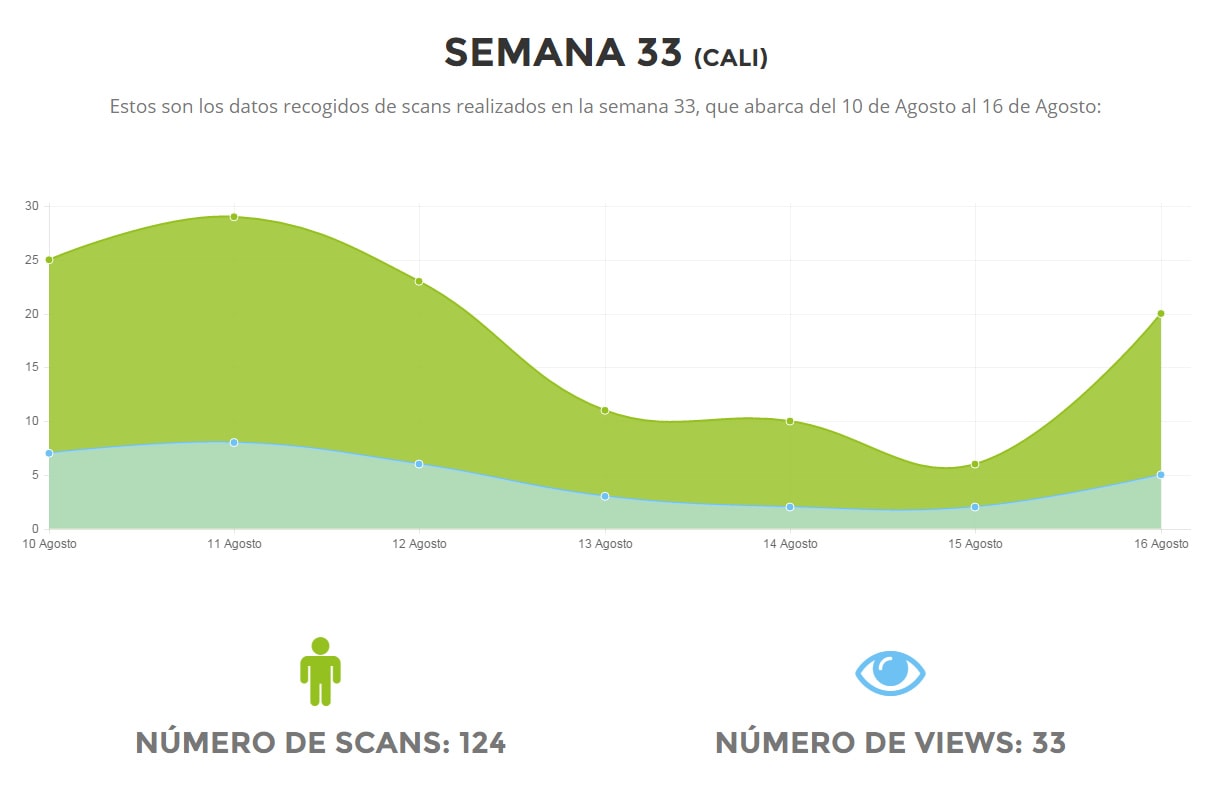 SEMANA 33 (CALI)
Estos son los datos recogidos de scans realizados en la semana 33, que abarca del 10 de Agosto al 16 de Agosto:
30
25
20
15
10
5
0
10 Agosto 11 Agosto 12 Agosto 13 Agosto 14 Agosto 15 Agosto 16 Agosto
NÚMERO DE SCANS: 124 NÚMERO DE VIEWS: 33